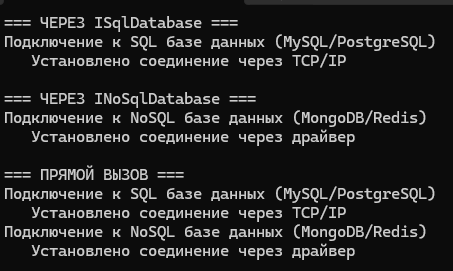 === ЧЕРЕЗ ISqlDatabase ===
Подключение к SQL базе данных (MySQL/PostgreSQL)
   Установлено соединение через TCP/IP

=== ЧЕРЕЗ INoSqlDatabase ===
Подключение к NoSQL базе данных (MongoDB/Redis)
   Установлено соединение через драйвер

=== ПРЯМОЙ ВЫЗОВ ===
Подключение к SQL базе данных (MySQL/PostgreSQL)
   Установлено соединение через TCP/IP
Подключение к NoSQL базе данных (MongoDB/Redis)
   Установлено соединение через драйвер